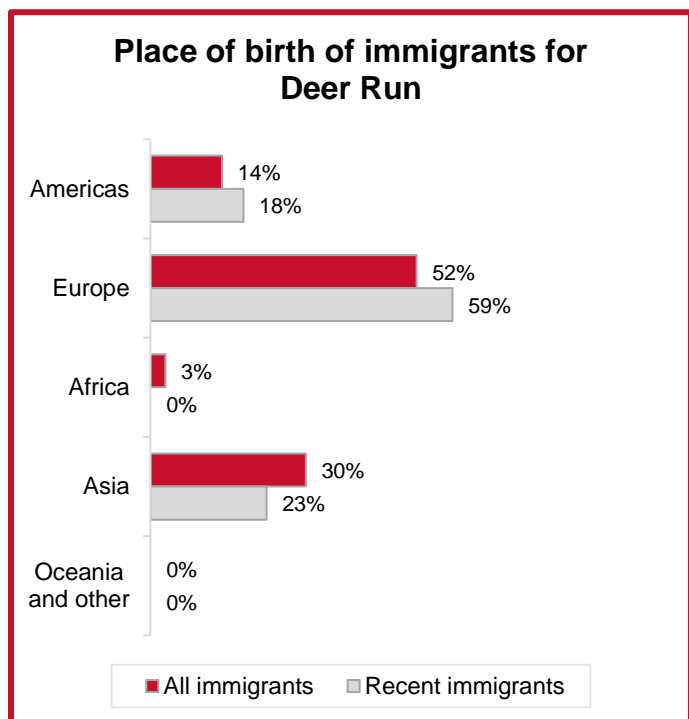 Place of birth of immigrants for
Deer Run
Americas
14%
18%
Europe
52%
59%
Africa
3%
0%
Asia
30%
23%
Oceania
and other
0%
0%
All immigrants
Recent immigrants